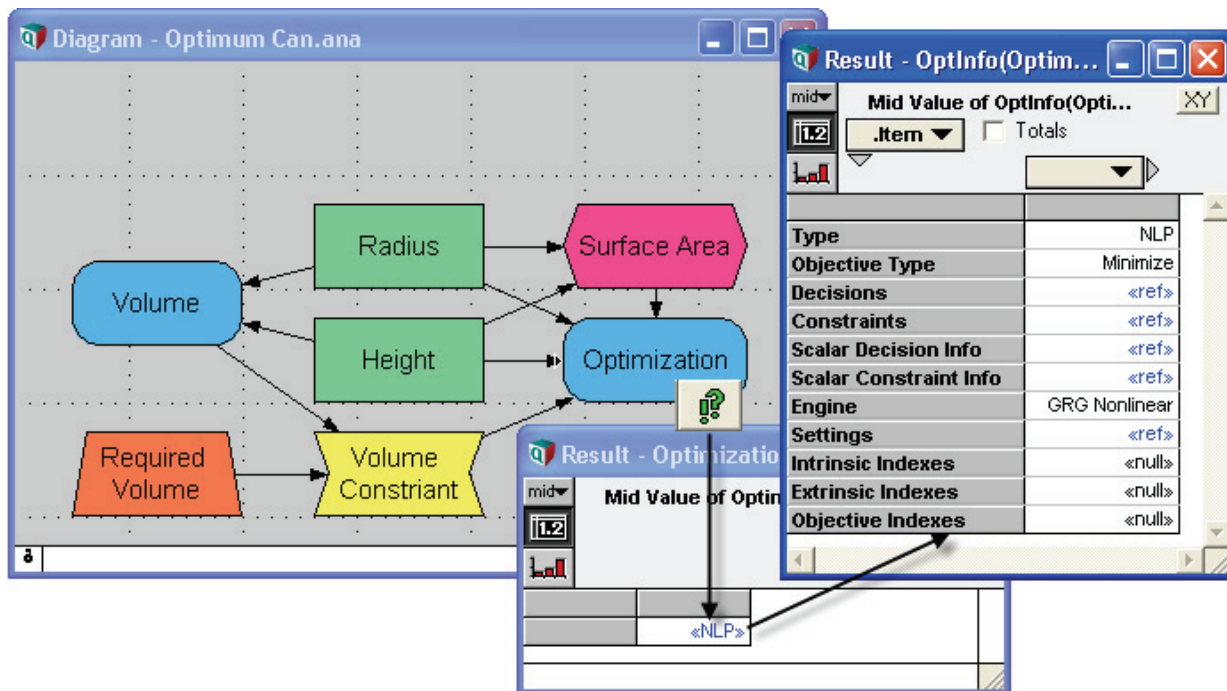 Diagram - Optimum Can.ana
Radius
Surface Area
Volume
Height
Optimization
Required
Volume
Volume
Constriant
Result - Optimizatio
mid
Mid Value of Optin
1.2
«NLP»
Result - OptInfo(Optim...
mid
Mid Value of OptInfo(Opti...
XY
1.2
.Item
Totals
Type NLP
Objective Type Minimize
Decisions «ref»
Constraints «ref»
Scalar Decision Info «ref»
Scalar Constraint Info «ref»
Engine GRG Nonlinear
Settings «ref»
Intrinsic Indexes «null»
Extrinsic Indexes «null»
Objective Indexes «null»